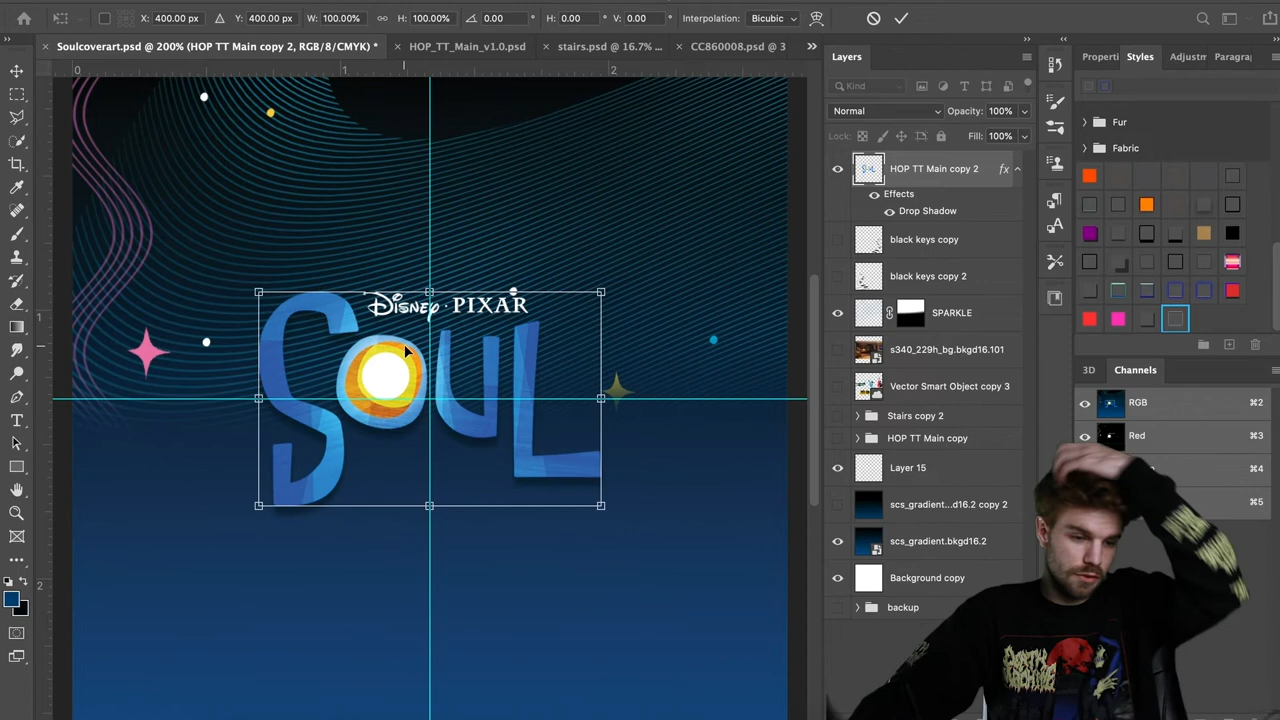 X: 400.00 px Y: 400.00 px W: 100.00% H: 100.00% 0.00 ° H: 0.00 ° V: 0.00 ° Interpolation: Bicubic
Soulcoverart.psd @ 200% (HOP TT Main copy 2, RGB/8/CMYK) * HOP_TT_Main_v1.0.psd stairs.psd @ 16.7% ... CC860008.psd @ 3
0 1 2
1
2
Disney · PIXAR
SOUL
Layers
Kind
Normal Opacity: 100%
Lock: Fill: 100%
HOP TT Main copy 2 fx
Effects
Drop Shadow
black keys copy
black keys copy 2
SPARKLE
s340_229h_bg.bkgd16.101
Vector Smart Object copy 3
Stairs copy 2
HOP TT Main copy
Layer 15
scs_gradient...d16.2 copy 2
scs_gradient.bkgd16.2
Background copy
backup
Properti Styles Adjustm Paragra
Fur
Fabric
3D Channels
RGB ⌘2
Red ⌘3
⌘4
⌘5
DEATH
MACHINE